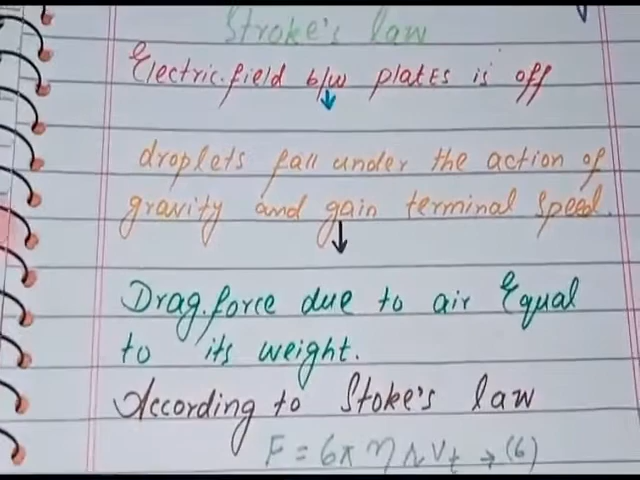 Stroke's law
Electric.field b/w plates is off
↓
droplets fall under the action of
gravity and gain terminal speed.
↓
Drag.force due to air Equal
to its weight.
According to Stoke's law
F = 6π η r Vt → (6)